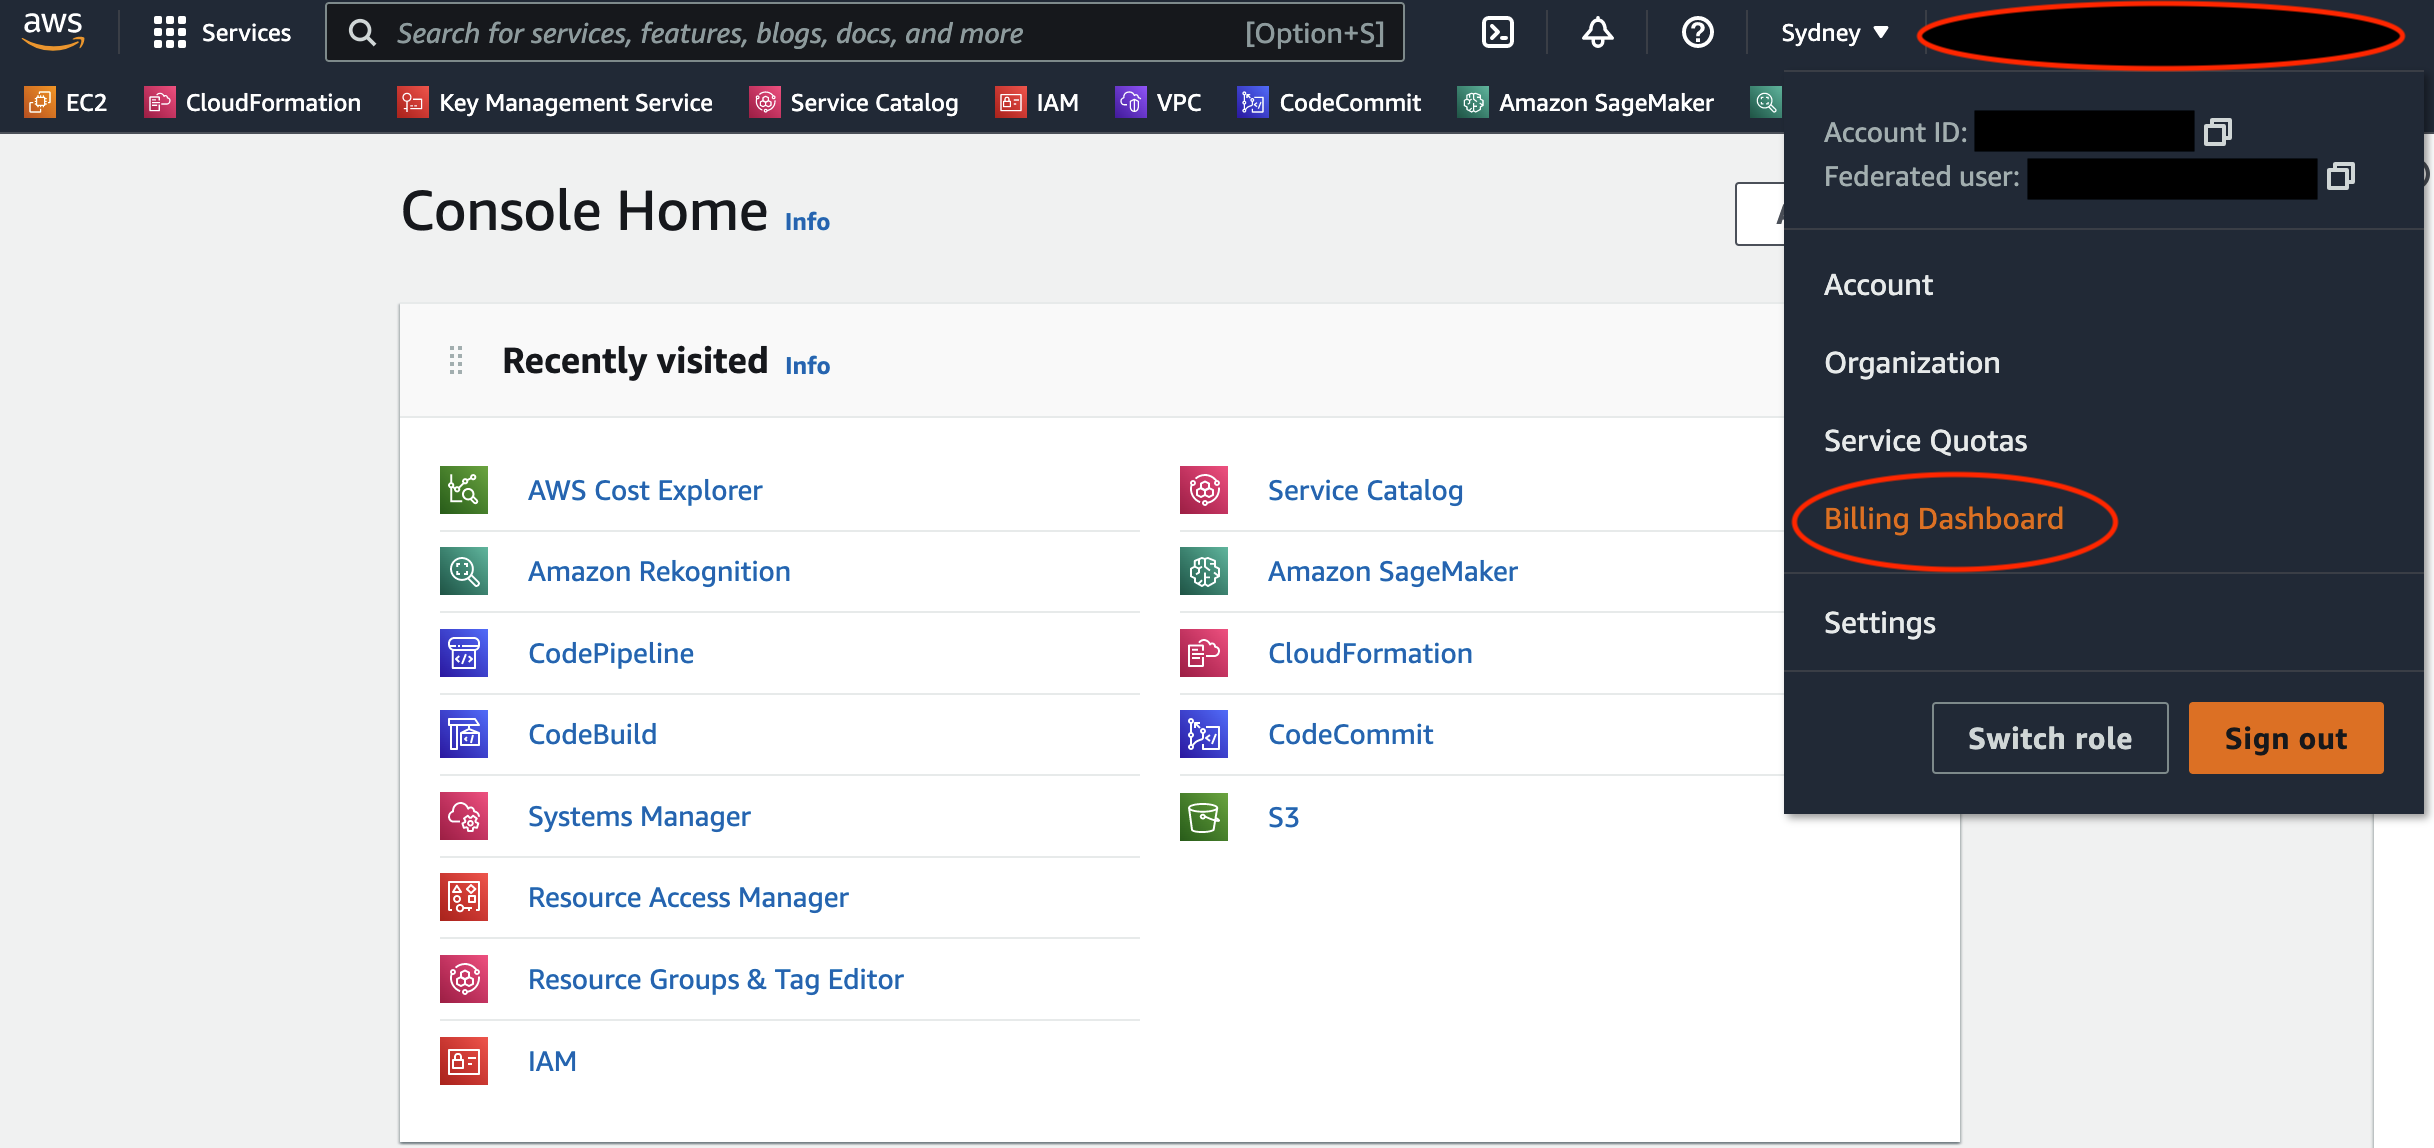 aws Services Search for services, features, blogs, docs, and more [Option+S] Sydney ▼
EC2 CloudFormation Key Management Service Service Catalog IAM VPC CodeCommit Amazon SageMaker
Account ID:
Federated user:
Console Home Info
Account
Organization
Service Quotas
Billing Dashboard
Settings
Switch role Sign out
Recently visited Info
AWS Cost Explorer
Amazon Rekognition
CodePipeline
CodeBuild
Systems Manager
Resource Access Manager
Resource Groups & Tag Editor
IAM
Service Catalog
Amazon SageMaker
CloudFormation
CodeCommit
S3